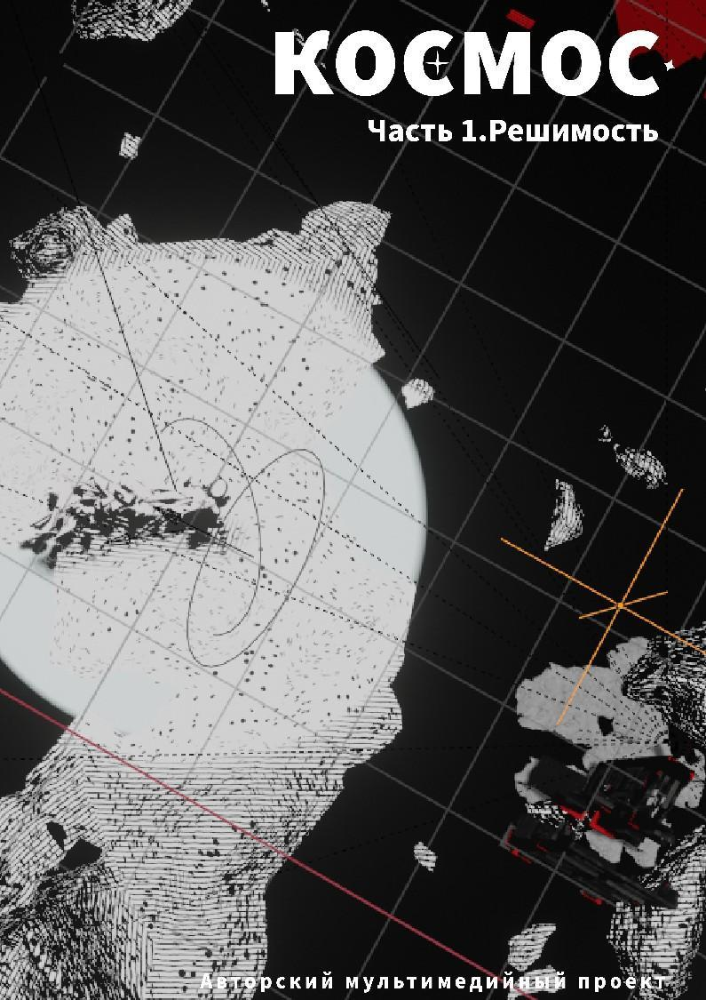 КОСМОС
Часть 1.Решимость
Авторский мультимедийный проект